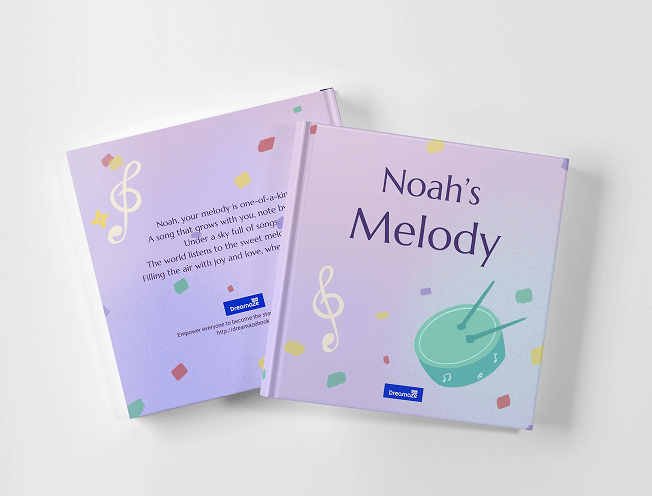 Noah's
Melody
Dreamaze
Noah, your melody is one-of-a-kin
A song that grows with you, note b
Under a sky full of songs
The world listens to the sweet melo
Filling the air with joy and love, whe
Dreamaze
Empower everyone to become the sta
http://dreamazebook